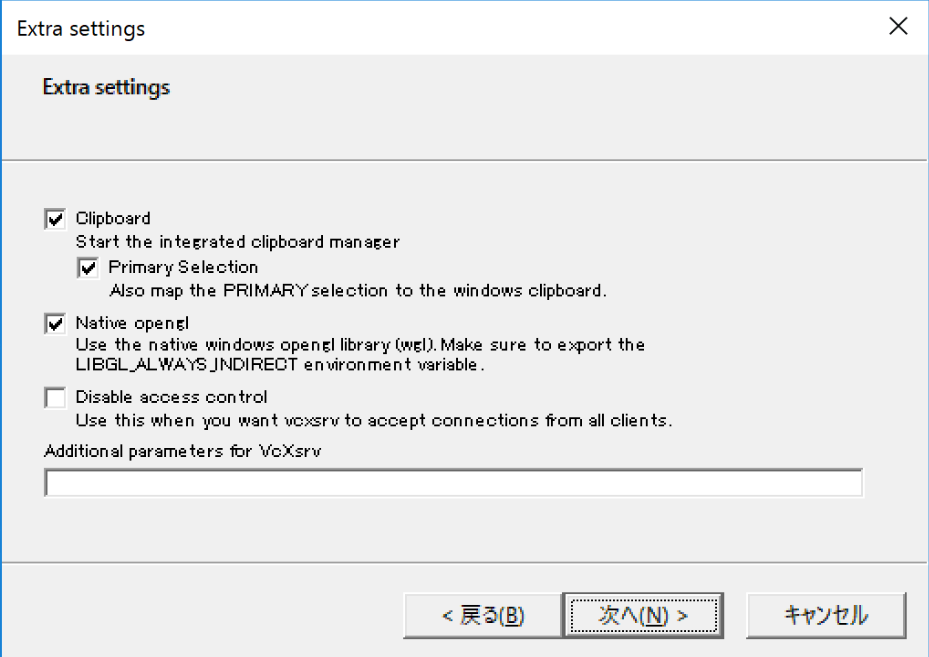 Extra settings
Extra settings
Clipboard
Start the integrated clipboard manager
Primary Selection
Also map the PRIMARY selection to the windows clipboard.
Native opengl
Use the native windows opengl library (wgl). Make sure to export the
LIBGL_ALWAYS_INDIRECT environment variable.
Disable access control
Use this when you want vcxsrv to accept connections from all clients.
Additional parameters for VcXsrv
< 戻る(B) 次へ(N) > キャンセル